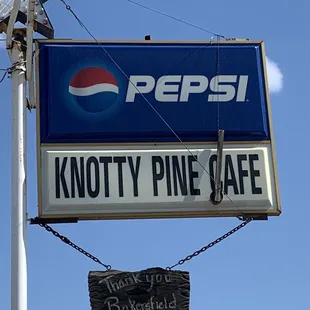 PEPSI
KNOTTY PINE CAFE
Thank you
Bakersfield